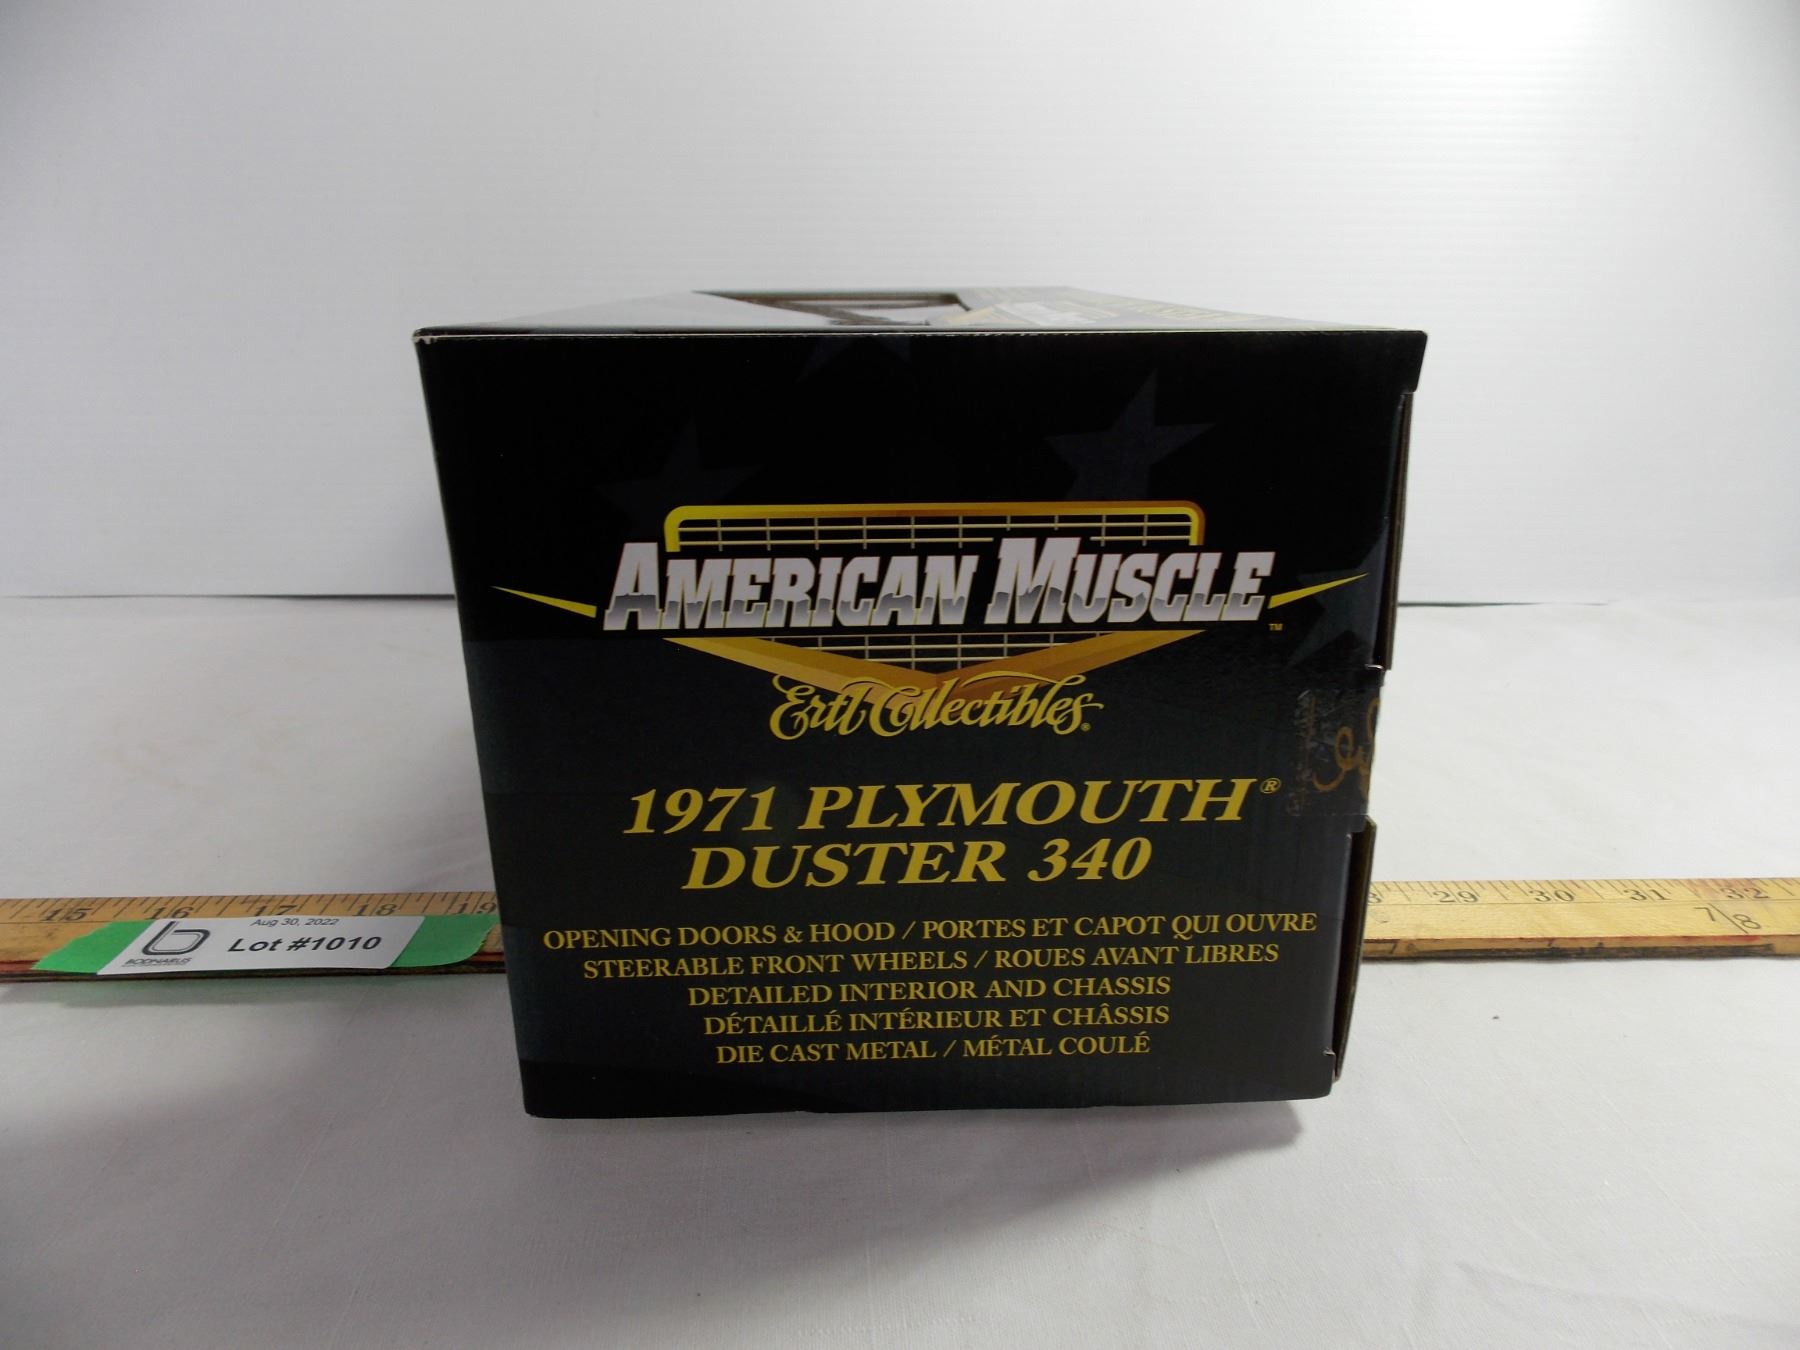 AMERICAN MUSCLE
TM
Ertl Collectibles®
1971 PLYMOUTH®
DUSTER 340
OPENING DOORS & HOOD / PORTES ET CAPOT QUI OUVRE
STEERABLE FRONT WHEELS / ROUES AVANT LIBRES
DETAILED INTERIOR AND CHASSIS
DÉTAILLÉ INTÉRIEUR ET CHÂSSIS
DIE CAST METAL / MÉTAL COULÉ
15 16 17 18 19
29 30 31 32
7/8
Aug 30, 2022
Lot #1010
BODNARUS